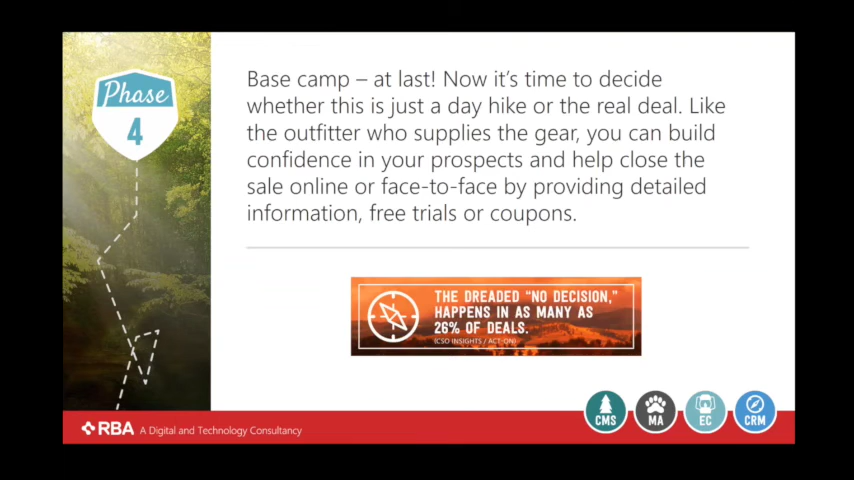 Phase
4
Base camp – at last! Now it's time to decide
whether this is just a day hike or the real deal. Like
the outfitter who supplies the gear, you can build
confidence in your prospects and help close the
sale online or face-to-face by providing detailed
information, free trials or coupons.
THE DREADED “NO DECISION,”
HAPPENS IN AS MANY AS
26% OF DEALS.
(CSO INSIGHTS / ACT-ON)
CMS
MA
EC
CRM
RBA A Digital and Technology Consultancy